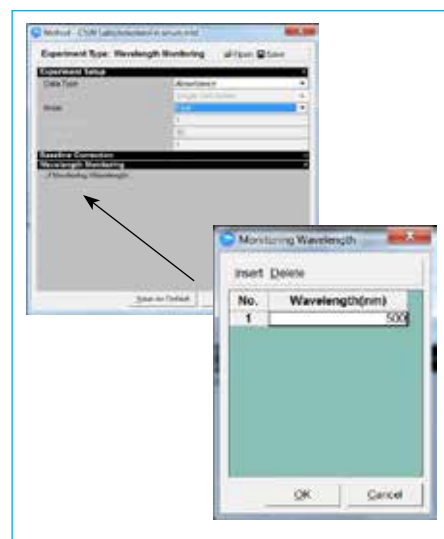 Experiment Type: Wavelength Monitoring Open Save
Experiment Setup
Data Type Absorbance
Mode
Baseline Correction
Wavelength Monitoring
Monitoring Wavelength
Save as Default
Monitoring Wavelength
Insert Delete
No. Wavelength(nm)
1 500
OK Cancel